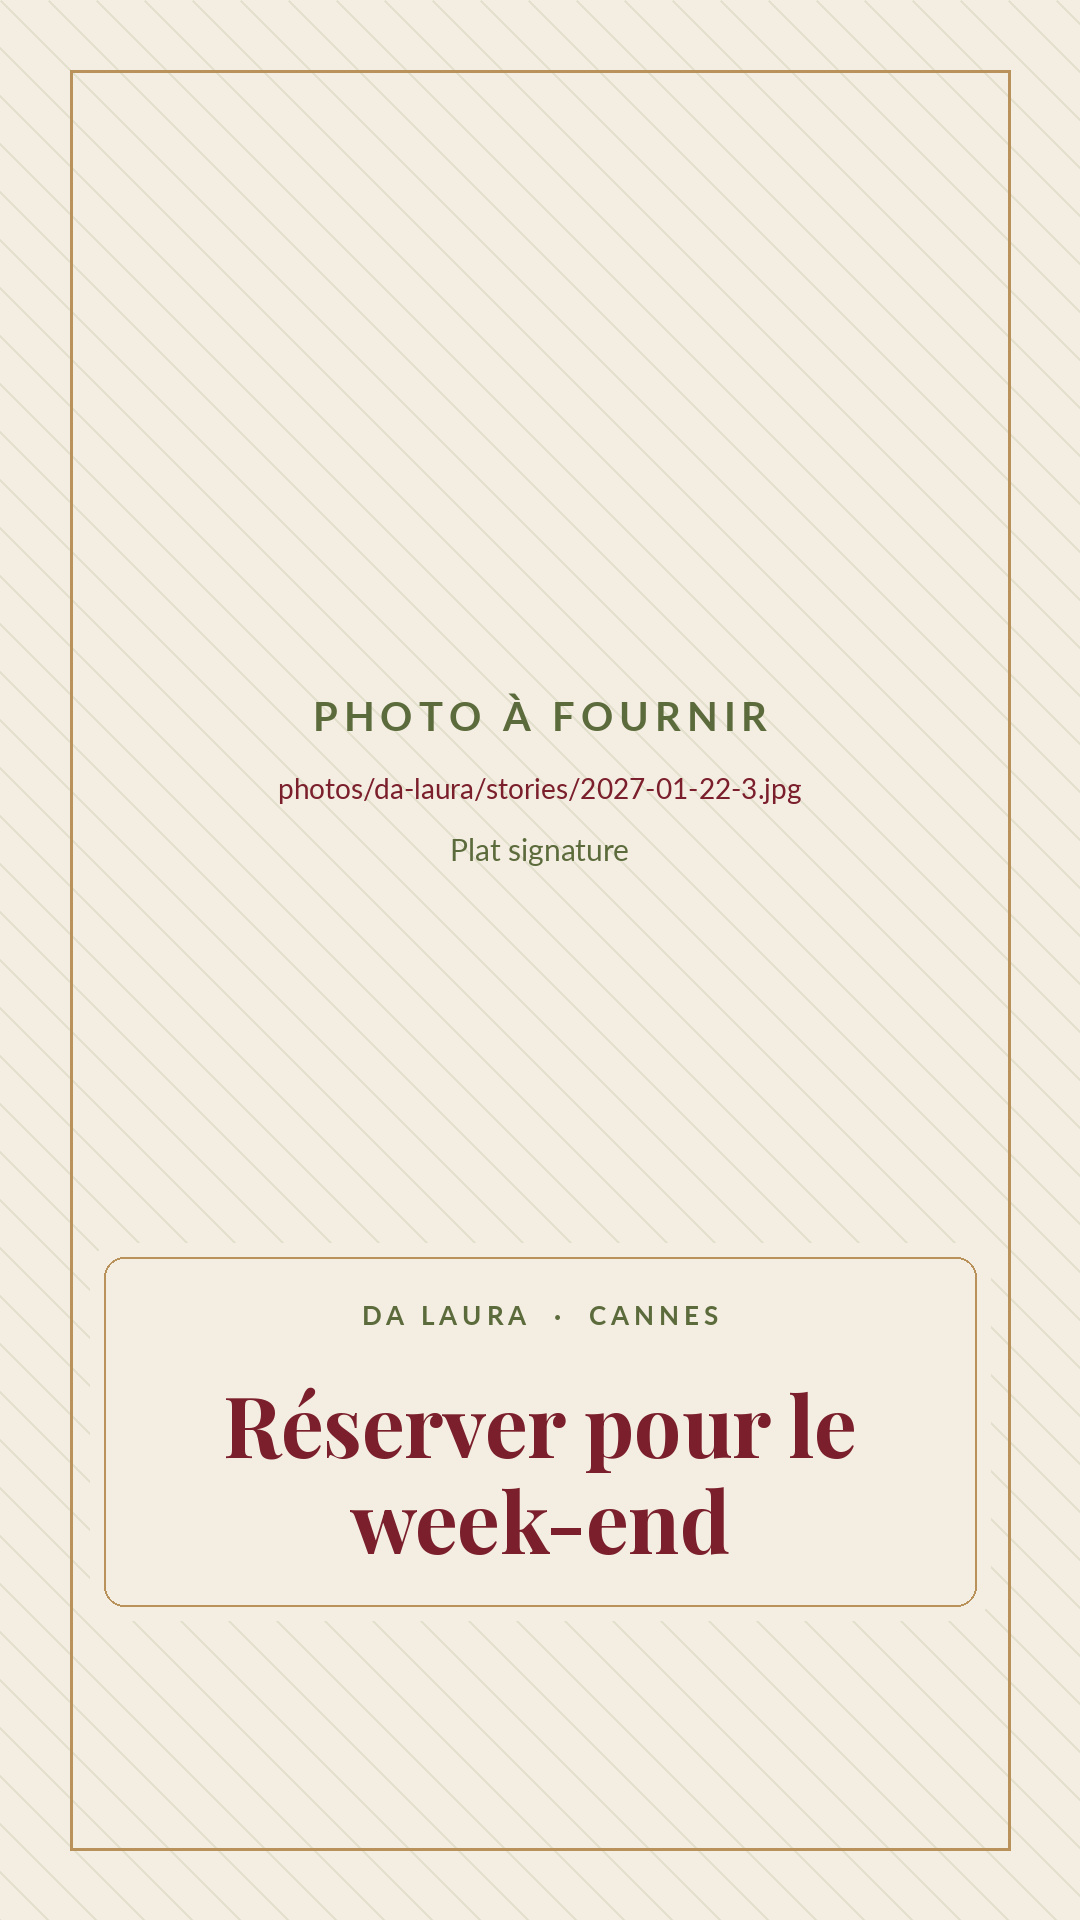 PHOTO À FOURNIR
photos/da-laura/stories/2027-01-22-3.jpg
Plat signature
DA LAURA · CANNES
Réserver pour le
week-end